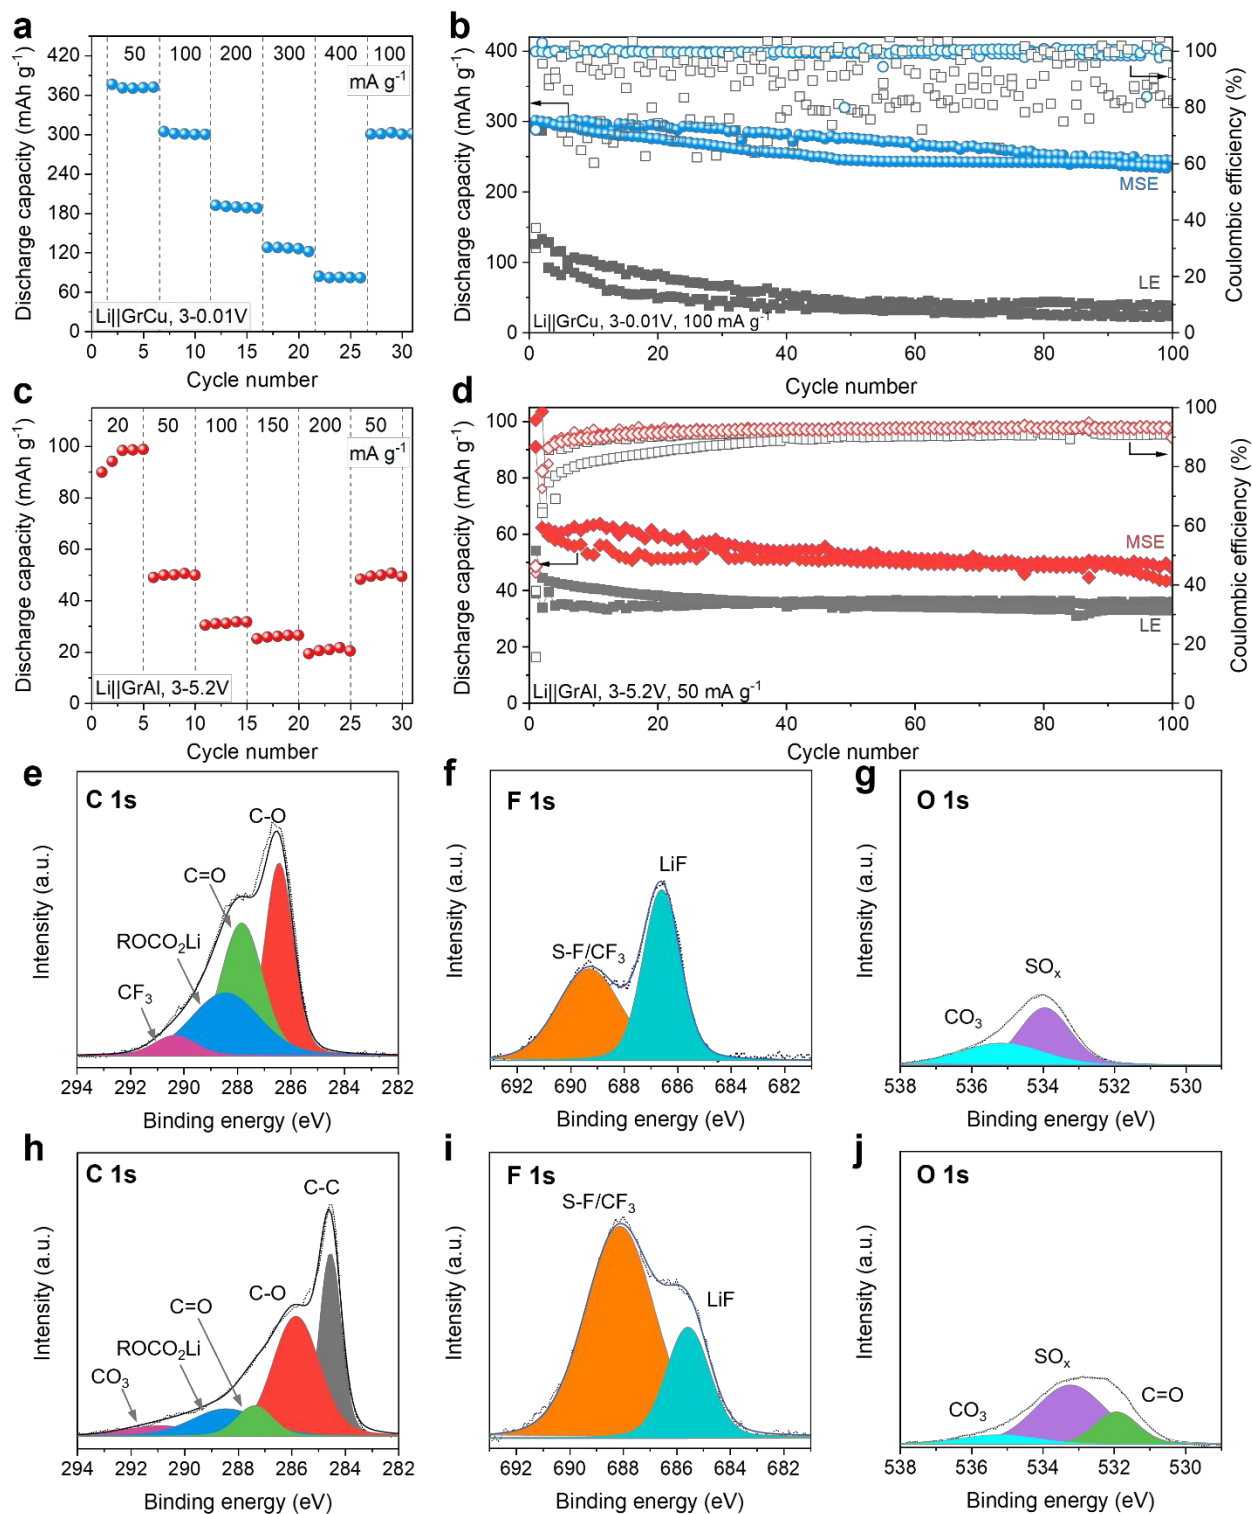 a
50 100 200 300 400 100
mA g⁻¹
420
360
300
240
180
120
60
0
Discharge capacity (mAh g⁻¹)
Li||GrCu, 3-0.01V
0 5 10 15 20 25 30
Cycle number
b
400
300
200
100
0
Discharge capacity (mAh g⁻¹)
100
80
60
40
20
0
Coulombic efficiency (%)
MSE
LE
Li||GrCu, 3-0.01V, 100 mA g⁻¹
0 20 40 60 80 100
Cycle number
c
20 50 100 150 200 50
mA g⁻¹
100
80
60
40
20
0
Discharge capacity (mAh g⁻¹)
Li||GrAl, 3-5.2V
0 5 10 15 20 25 30
Cycle number
d
100
80
60
40
20
0
Discharge capacity (mAh g⁻¹)
100
80
60
40
20
0
Coulombic efficiency (%)
MSE
LE
Li||GrAl, 3-5.2V, 50 mA g⁻¹
0 20 40 60 80 100
Cycle number
e
C 1s
C-O
C=O
ROCO₂Li
CF₃
Intensity (a.u.)
294 292 290 288 286 284 282
Binding energy (eV)
f
F 1s
LiF
S-F/CF₃
Intensity (a.u.)
692 690 688 686 684 682
Binding energy (eV)
g
O 1s
SOₓ
CO₃
Intensity (a.u.)
538 536 534 532 530
Binding energy (eV)
h
C 1s
C-C
C-O
C=O
ROCO₂Li
CO₃
Intensity (a.u.)
294 292 290 288 286 284 282
Binding energy (eV)
i
F 1s
S-F/CF₃
LiF
Intensity (a.u.)
692 690 688 686 684 682
Binding energy (eV)
j
O 1s
SOₓ
C=O
CO₃
Intensity (a.u.)
538 536 534 532 530
Binding energy (eV)